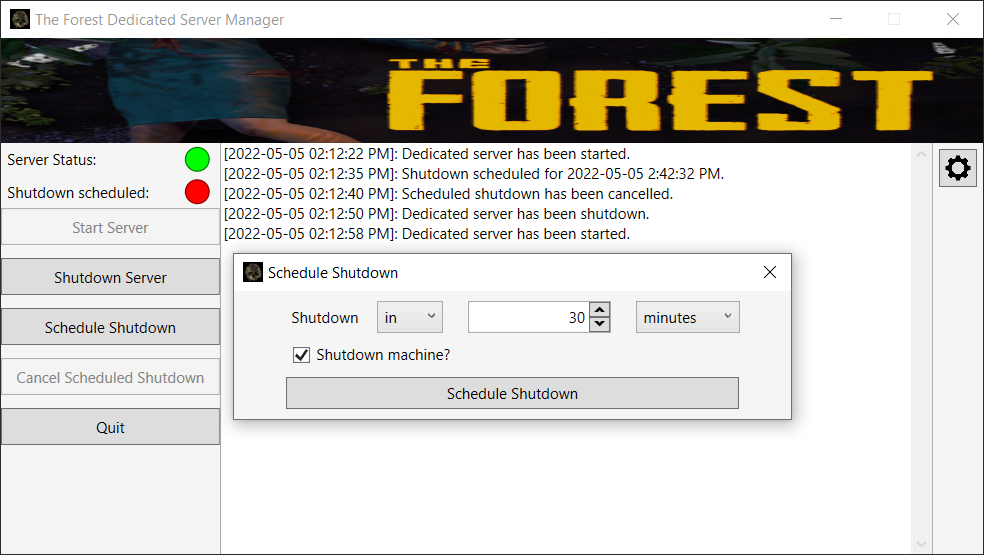 The Forest Dedicated Server Manager
THE
FOREST
Server Status:
Shutdown scheduled:
Start Server
Shutdown Server
Schedule Shutdown
Cancel Scheduled Shutdown
Quit
[2022-05-05 02:12:22 PM]: Dedicated server has been started.
[2022-05-05 02:12:35 PM]: Shutdown scheduled for 2022-05-05 2:42:32 PM.
[2022-05-05 02:12:40 PM]: Scheduled shutdown has been cancelled.
[2022-05-05 02:12:50 PM]: Dedicated server has been shutdown.
[2022-05-05 02:12:58 PM]: Dedicated server has been started.
Schedule Shutdown
Shutdown in 30 minutes
Shutdown machine?
Schedule Shutdown